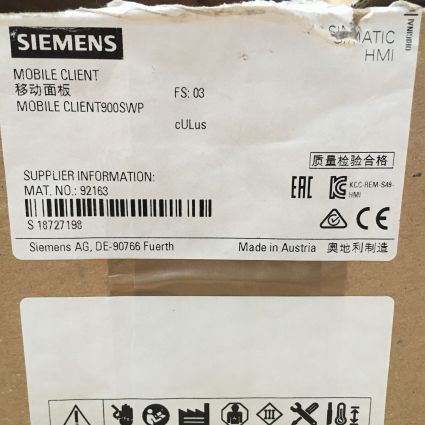 SIEMENS
SIMATIC
HMI
MOBILE CLIENT
移动面板
MOBILE CLIENT900SWP
FS: 03
cULus
质量检验合格
SUPPLIER INFORMATION:
MAT. NO.: 92163
S 18727198
EAC
KCC-REM-S49-
HMI
CE
Siemens AG, DE-90766 Fuerth
Made in Austria 奥地利制造